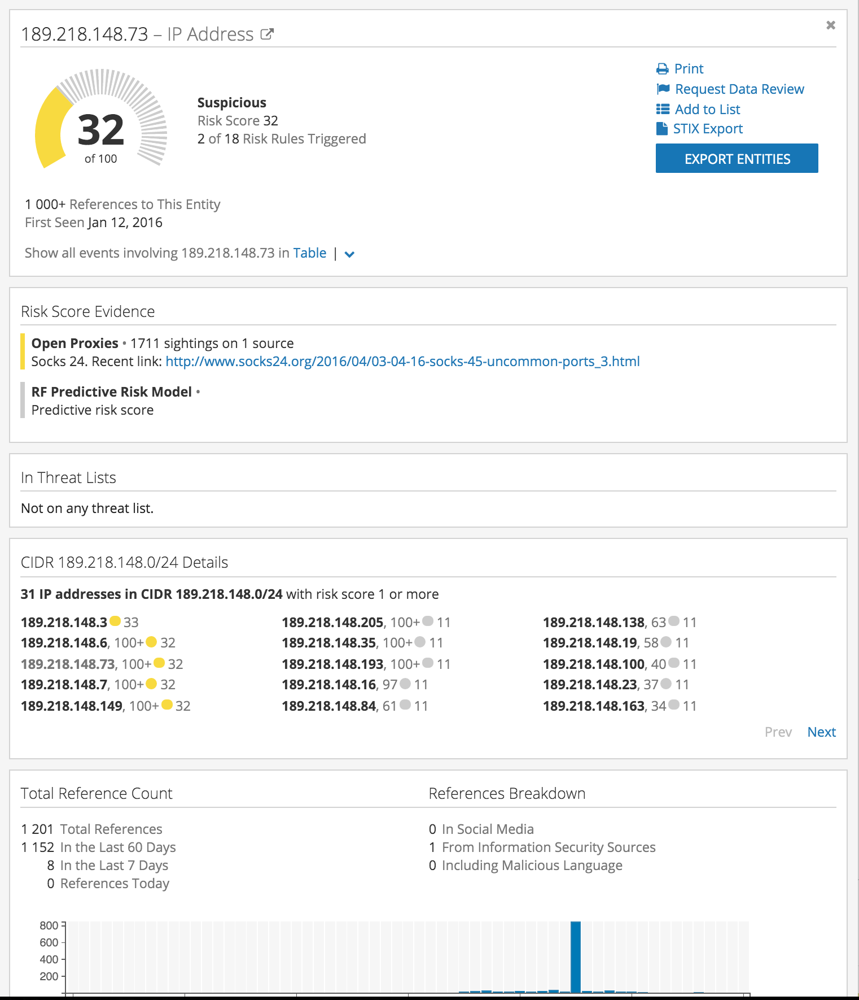 189.218.148.73 – IP Address
32
of 100
Suspicious
Risk Score 32
2 of 18 Risk Rules Triggered
Print
Request Data Review
Add to List
STIX Export
EXPORT ENTITIES
1 000+ References to This Entity
First Seen Jan 12, 2016
Show all events involving 189.218.148.73 in Table |
Risk Score Evidence
Open Proxies • 1711 sightings on 1 source
Socks 24. Recent link: http://www.socks24.org/2016/04/03-04-16-socks-45-uncommon-ports_3.html
RF Predictive Risk Model •
Predictive risk score
In Threat Lists
Not on any threat list.
CIDR 189.218.148.0/24 Details
31 IP addresses in CIDR 189.218.148.0/24 with risk score 1 or more
189.218.148.3 33
189.218.148.6, 100+ 32
189.218.148.73, 100+ 32
189.218.148.7, 100+ 32
189.218.148.149, 100+ 32
189.218.148.205, 100+ 11
189.218.148.35, 100+ 11
189.218.148.193, 100+ 11
189.218.148.16, 97 11
189.218.148.84, 61 11
189.218.148.138, 63 11
189.218.148.19, 58 11
189.218.148.100, 40 11
189.218.148.23, 37 11
189.218.148.163, 34 11
Prev Next
Total Reference Count
1 201 Total References
1 152 In the Last 60 Days
8 In the Last 7 Days
0 References Today
References Breakdown
0 In Social Media
1 From Information Security Sources
0 Including Malicious Language
800
600
400
200